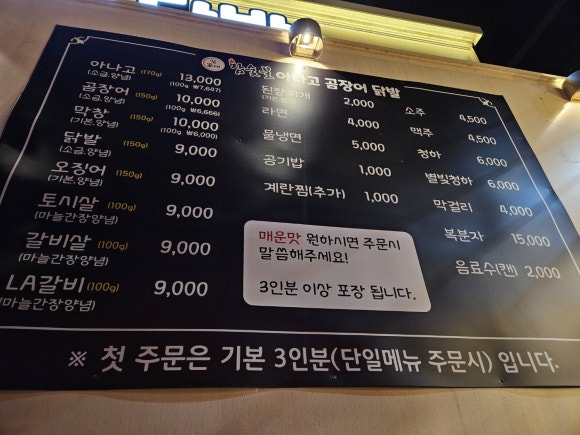 아나고 곰장어 닭발
아나고 (170g) 13,000
(소금,양념) (100g ₩7,647)
곰장어 (150g) 10,000
(소금,양념) (100g ₩6,666)
막창 (150g) 10,000
(기본,양념) (100g ₩6,000)
닭발 (150g) 9,000
(소금,양념)
오징어 (150g) 9,000
(기본,양념)
토시살 (100g) 9,000
(마늘간장양념)
갈비살 (100g) 9,000
(마늘간장양념)
LA갈비 (100g) 9,000
(마늘간장양념)
된장찌개 2,000
라면 4,000
물냉면 5,000
공기밥 1,000
계란찜(추가) 1,000
소주 4,500
맥주 4,500
청하 6,000
별빛청하 6,000
막걸리 4,000
복분자 15,000
음료수(캔) 2,000
매운맛 원하시면 주문시
말씀해주세요!
3인분 이상 포장 됩니다.
※ 첫 주문은 기본 3인분(단일메뉴 주문시) 입니다.